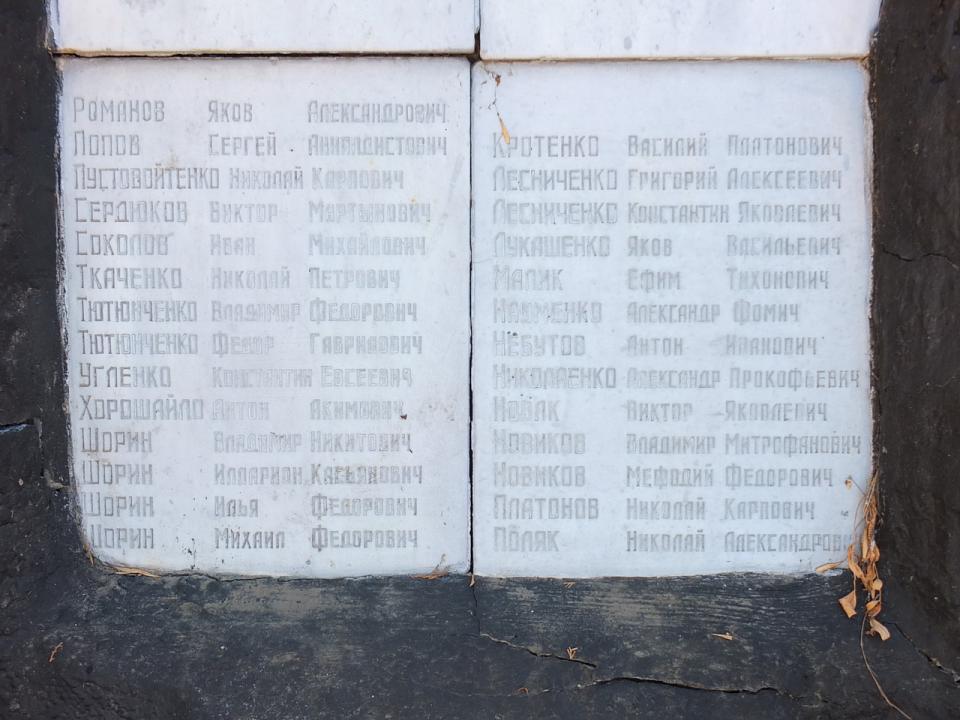 Романов Яков Александрович
Попов Сергей
Пустовойтенко Николай Карпович
Сердюков Виктор Мартынович
Соколов Иван Михайлович
Ткаченко Николай Петрович
Тютюнченко Владимир Федорович
Тютюнченко Федор Гаврилович
Угленко Константин Евсеевич
Хорошайло Антон Акимович
Шорин Владимир Никитович
Шорин Илларион Касьянович
Шорин Илья Федорович
Шорин Михаил Федорович
Кротенко Василий Платонович
Лесниченко Григорий Алексеевич
Лесниченко Константин Яковлевич
Лукашенко Яков Васильевич
Малик Ефим Тихонович
Науменко Александр Фомич
Небутов Антон Иванович
Николаенко Александр Прокофьевич
Новак Виктор Яковлевич
Новиков Владимир Митрофанович
Новиков Мефодий Федорович
Платонов Николай Карпович
Поляк Николай Александрович